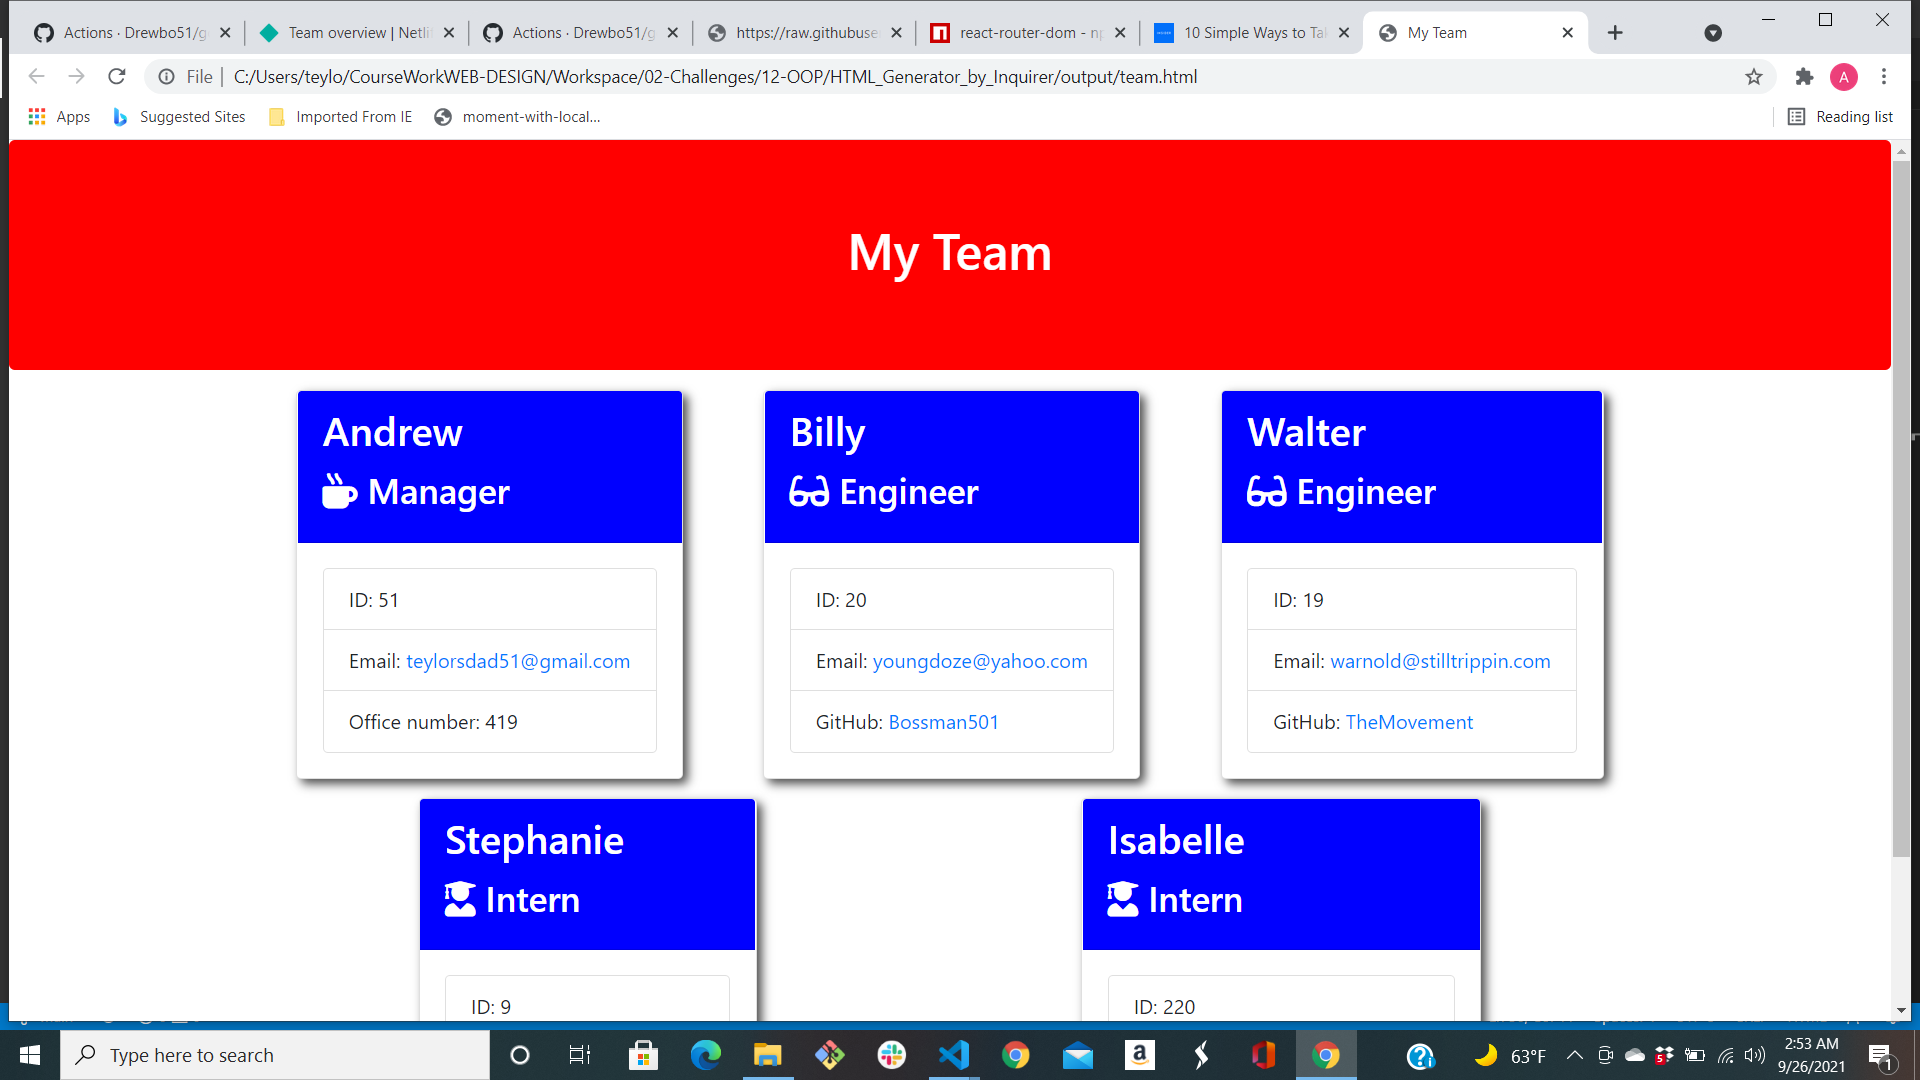 Actions · Drewbo51/g
Team overview | Netli
Actions · Drewbo51/g
https://raw.githubuse
react-router-dom - np
10 Simple Ways to Tal
My Team
File
C:/Users/teylo/CourseWorkWEB-DESIGN/Workspace/02-Challenges/12-OOP/HTML_Generator_by_Inquirer/output/team.html
A
Apps
Suggested Sites
Imported From IE
moment-with-local...
Reading list
My Team
Andrew
Manager
Billy
Engineer
Walter
Engineer
ID: 51
Email: teylorsdad51@gmail.com
Office number: 419
ID: 20
Email: youngdoze@yahoo.com
GitHub: Bossman501
ID: 19
Email: warnold@stilltrippin.com
GitHub: TheMovement
Stephanie
Intern
Isabelle
Intern
ID: 9
ID: 220
Type here to search
63°F
5
2:53 AM
9/26/2021
1